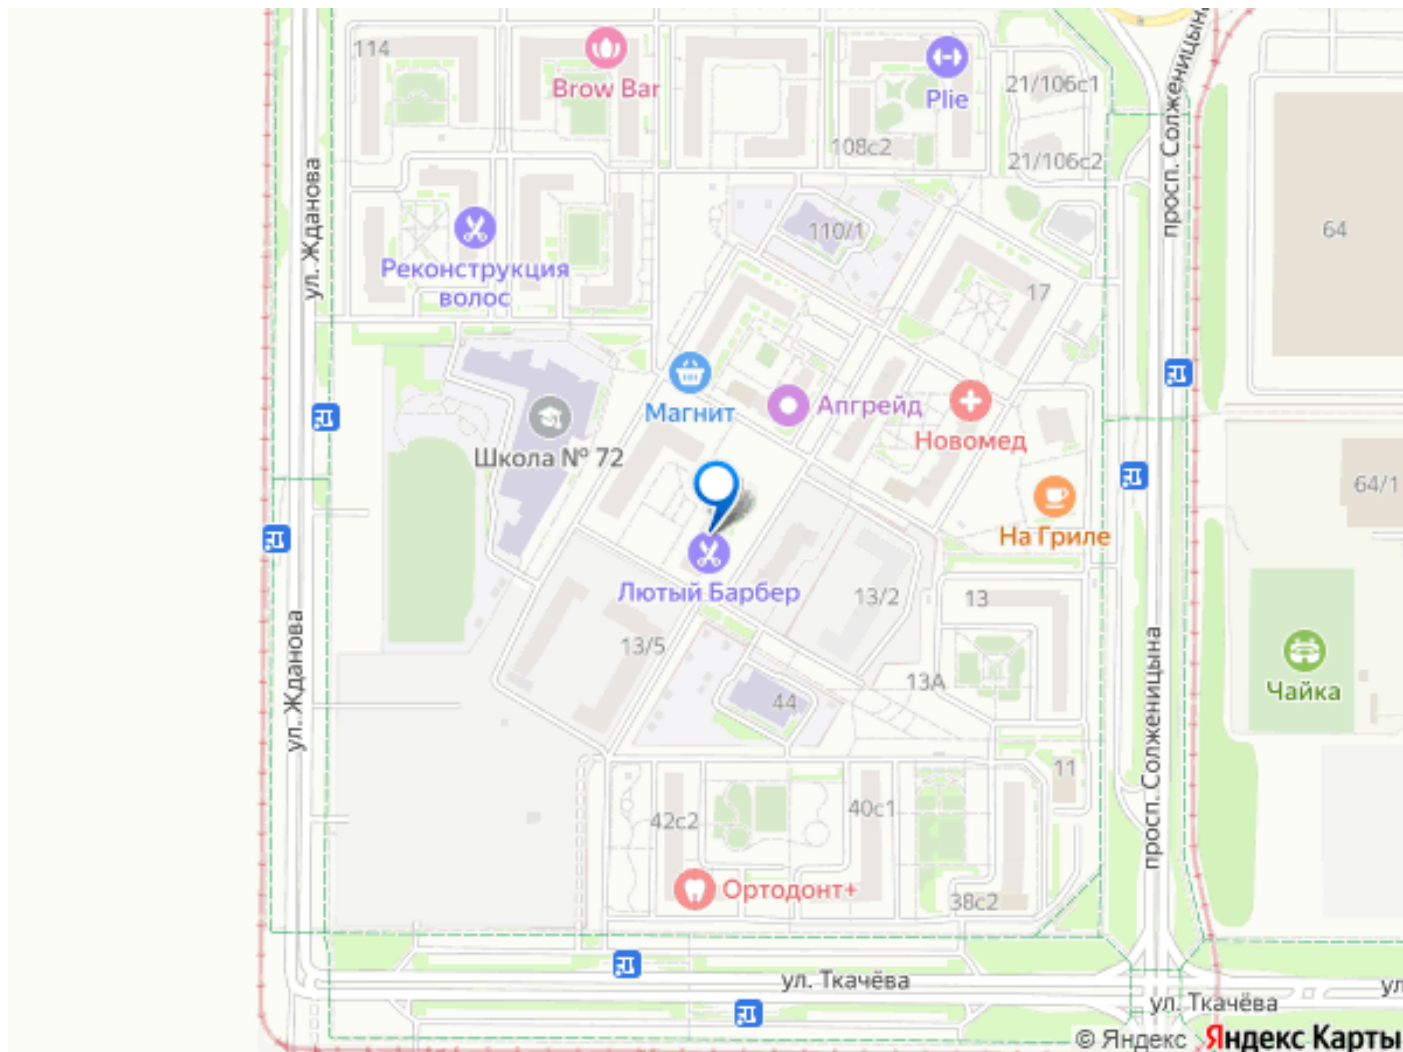 114
Brow Bar
Plie
108с2
21/106с1
21/106с2
просп. Солженицына
64
ул. Жданова
110/1
Реконструкция
волос
17
Магнит
Апгрейд
Новомед
Школа № 72
На Гриле
64/1
Лютый Барбер
13/2
13
13/5
13А
44
Чайка
ул. Жданова
просп. Солженицына
11
42с2
40с1
Ортодонт+
38с2
ул. Ткачёва
ул. Ткачёва
ул
© Яндекс Яндекс Карты